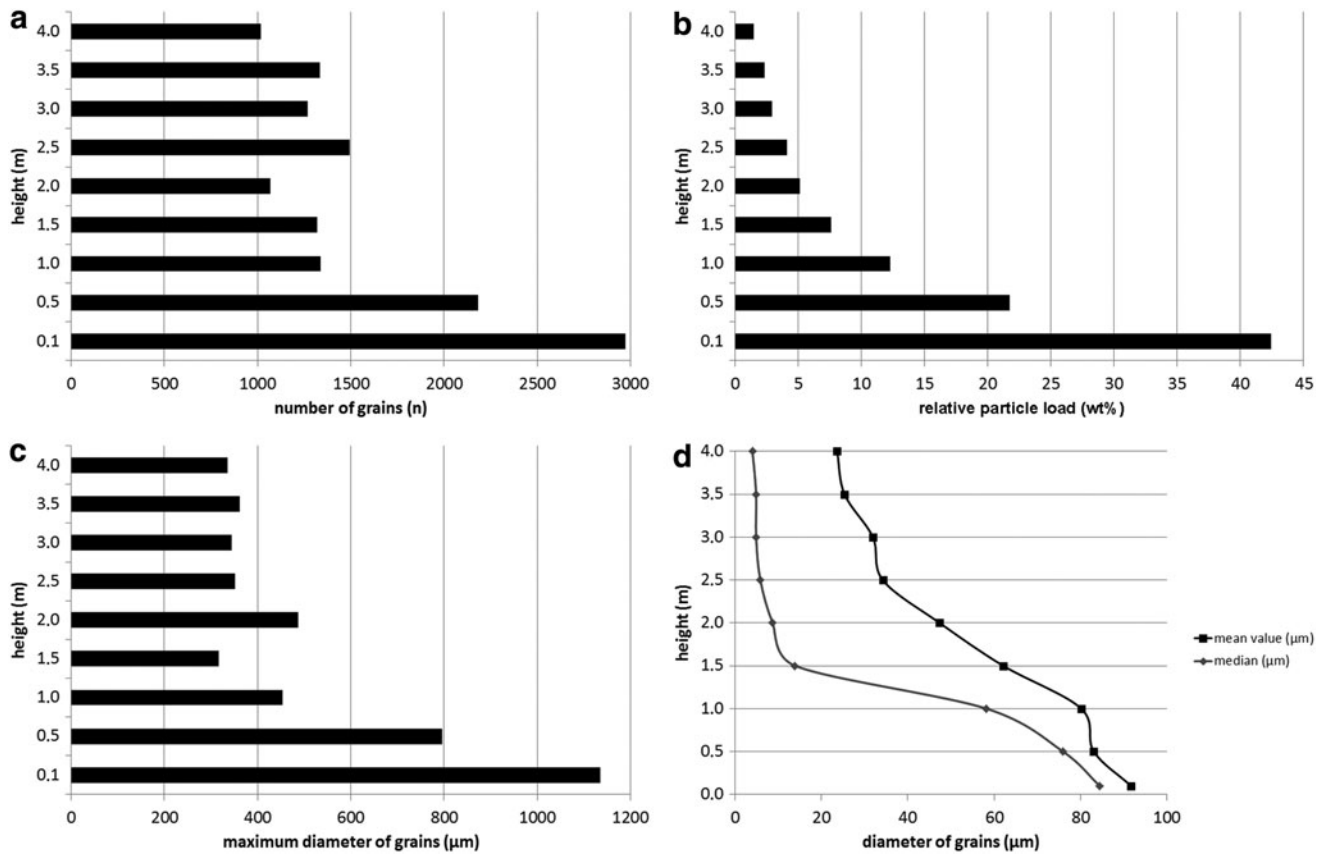 a
4.0
3.5
3.0
2.5
2.0
1.5
1.0
0.5
0.1
height (m)
0 500 1000 1500 2000 2500 3000
number of grains (n)
b
4.0
3.5
3.0
2.5
2.0
1.5
1.0
0.5
0.1
height (m)
0 5 10 15 20 25 30 35 40 45
relative particle load (wt%)
c
4.0
3.5
3.0
2.5
2.0
1.5
1.0
0.5
0.1
height (m)
0 200 400 600 800 1000 1200
maximum diameter of grains (µm)
d
4.0
3.5
3.0
2.5
2.0
1.5
1.0
0.5
0.0
height (m)
0 20 40 60 80 100
diameter of grains (µm)
mean value (µm)
median (µm)